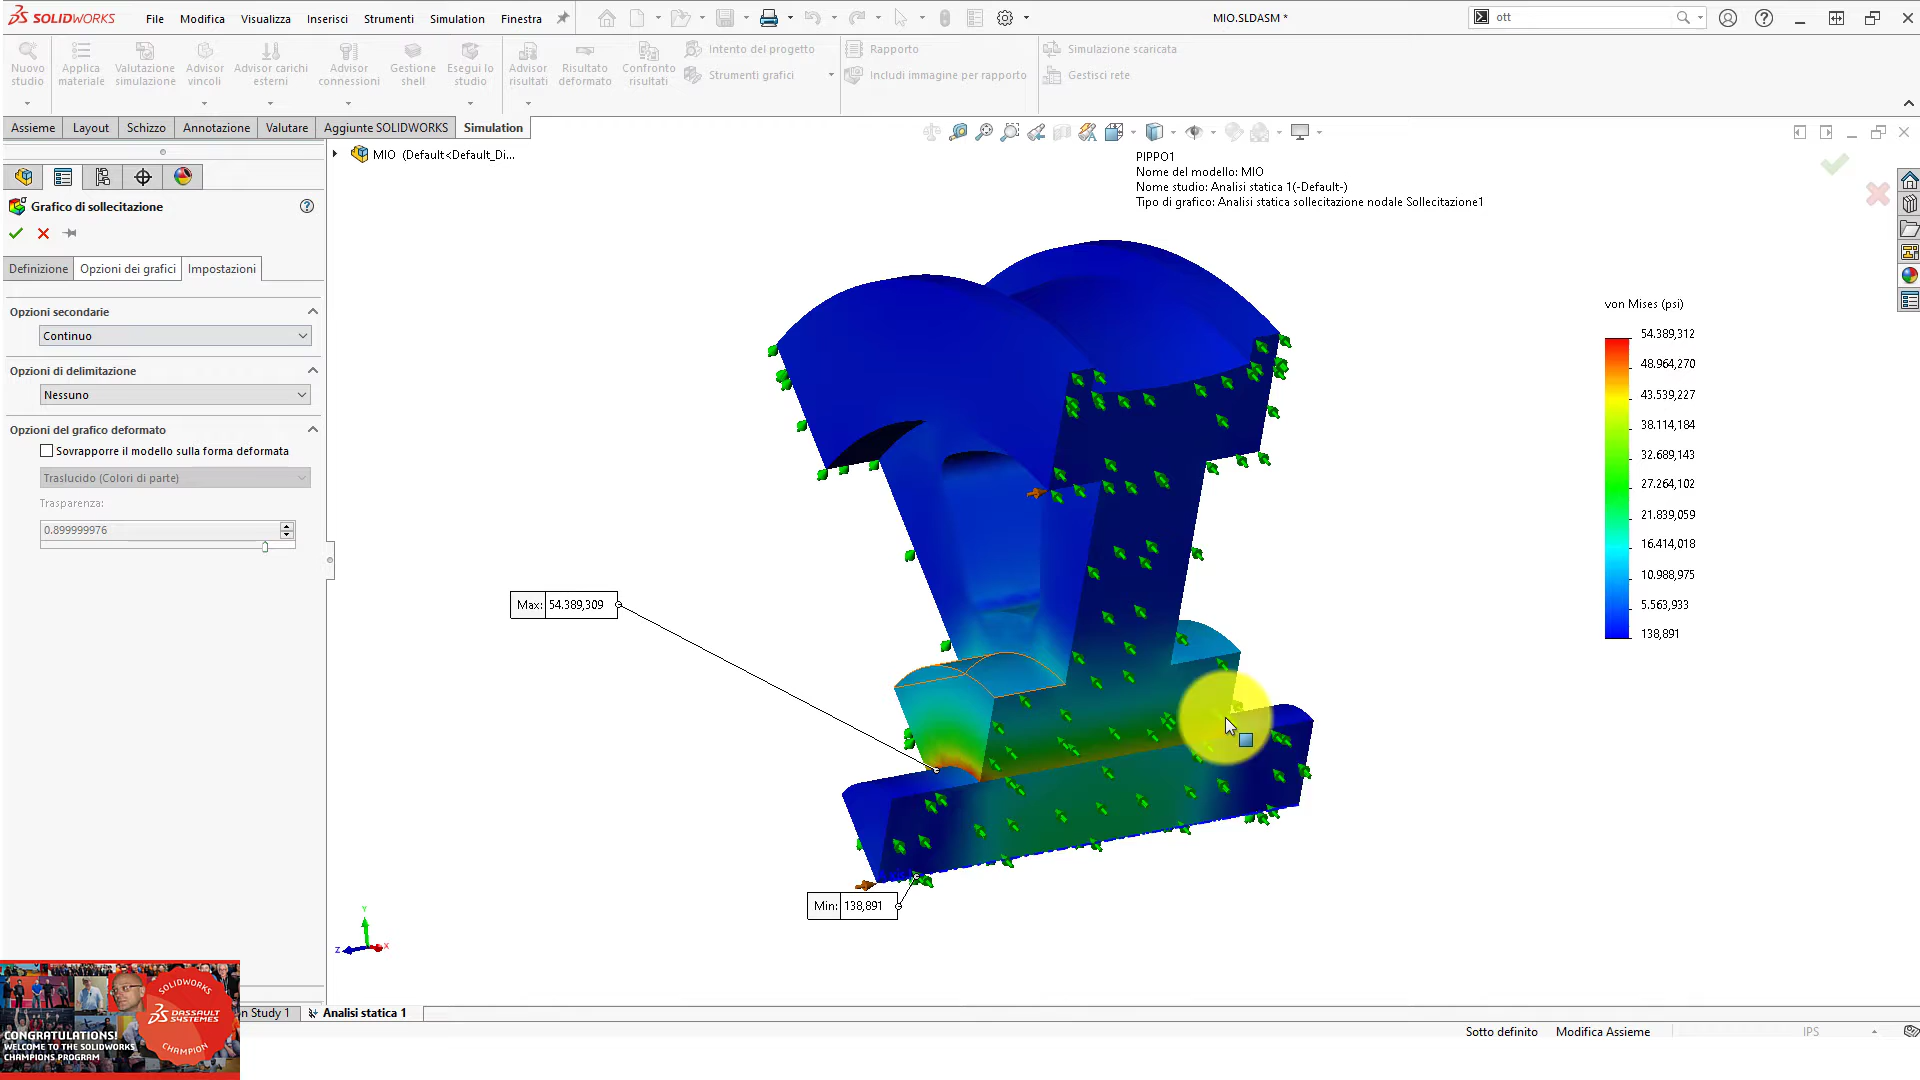 SOLIDWORKS
File Modifica Visualizza Inserisci Strumenti Simulation Finestra
MIO.SLDASM *
ott
Nuovo studio
Applica materiale
Valutazione simulazione
Advisor vincoli
Advisor carichi esterni
Advisor connessioni
Gestione shell
Esegui lo studio
Advisor risultati
Risultato deformato
Confronto risultati
Intento del progetto
Strumenti grafici
Rapporto
Includi immagine per rapporto
Simulazione scaricata
Gestisci rete
Assieme Layout Schizzo Annotazione Valutare Aggiunte SOLIDWORKS Simulation
MIO (Default<Default_Di...
PIPPO1
Nome del modello: MIO
Nome studio: Analisi statica 1(-Default-)
Tipo di grafico: Analisi statica sollecitazione nodale Sollecitazione1
Grafico di sollecitazione
Definizione Opzioni dei grafici Impostazioni
Opzioni secondarie
Continuo
Opzioni di delimitazione
Nessuno
Opzioni del grafico deformato
Sovrapporre il modello sulla forma deformata
Traslucido (Colori di parte)
Trasparenza:
0.899999976
von Mises (psi)
54.389,312
48.964,270
43.539,227
38.114,184
32.689,143
27.264,102
21.839,059
16.414,018
10.988,975
5.563,933
138,891
Max: 54.389,309
Min: 138,891
Y
Z
X
SOLIDWORKS
DASSAULT SYSTEMES
CHAMPION
CONGRATULATIONS!
WELCOME TO THE SOLIDWORKS
CHAMPIONS PROGRAM
n Study 1
Analisi statica 1
Sotto definito Modifica Assieme IPS